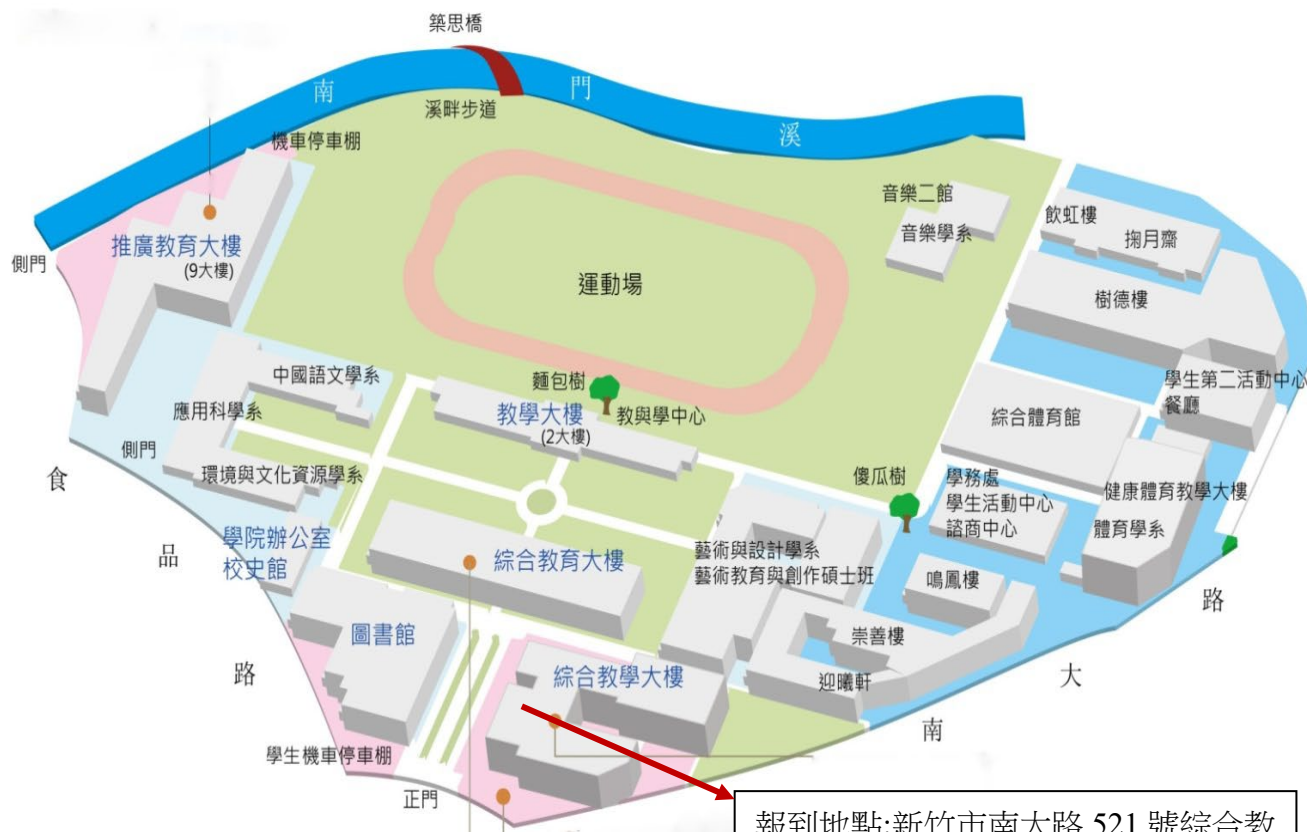 築思橋
南
門
溪
溪畔步道
機車停車棚
音樂二館
音樂學系
飲虹樓
掬月齋
側門
推廣教育大樓
(9大樓)
運動場
樹德樓
中國語文學系
麵包樹
學生第二活動中心
餐廳
應用科學系
教學大樓
(2大樓)
教與學中心
綜合體育館
側門
食
環境與文化資源學系
傻瓜樹
學務處
學生活動中心
諮商中心
健康體育教學大樓
體育學系
品
學院辦公室
校史館
綜合教育大樓
藝術與設計學系
藝術教育與創作碩士班
鳴鳳樓
路
圖書館
崇善樓
路
綜合教學大樓
迎曦軒
大
南
學生機車停車棚
正門
報到地點:新竹市南大路 521 號綜合教